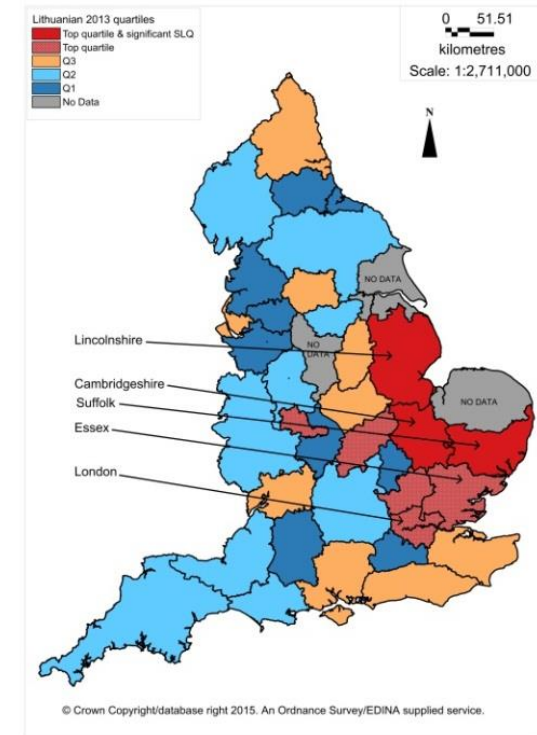 Lithuanian 2013 quartiles
Top quartile & significant SLQ
Top quartile
Q3
Q2
Q1
No Data
0 51.51
kilometres
Scale: 1:2,711,000
N
NO DATA
NO
DATA
NO DATA
Lincolnshire
Cambridgeshire
Suffolk
Essex
London
© Crown Copyright/database right 2015. An Ordnance Survey/EDINA supplied service.